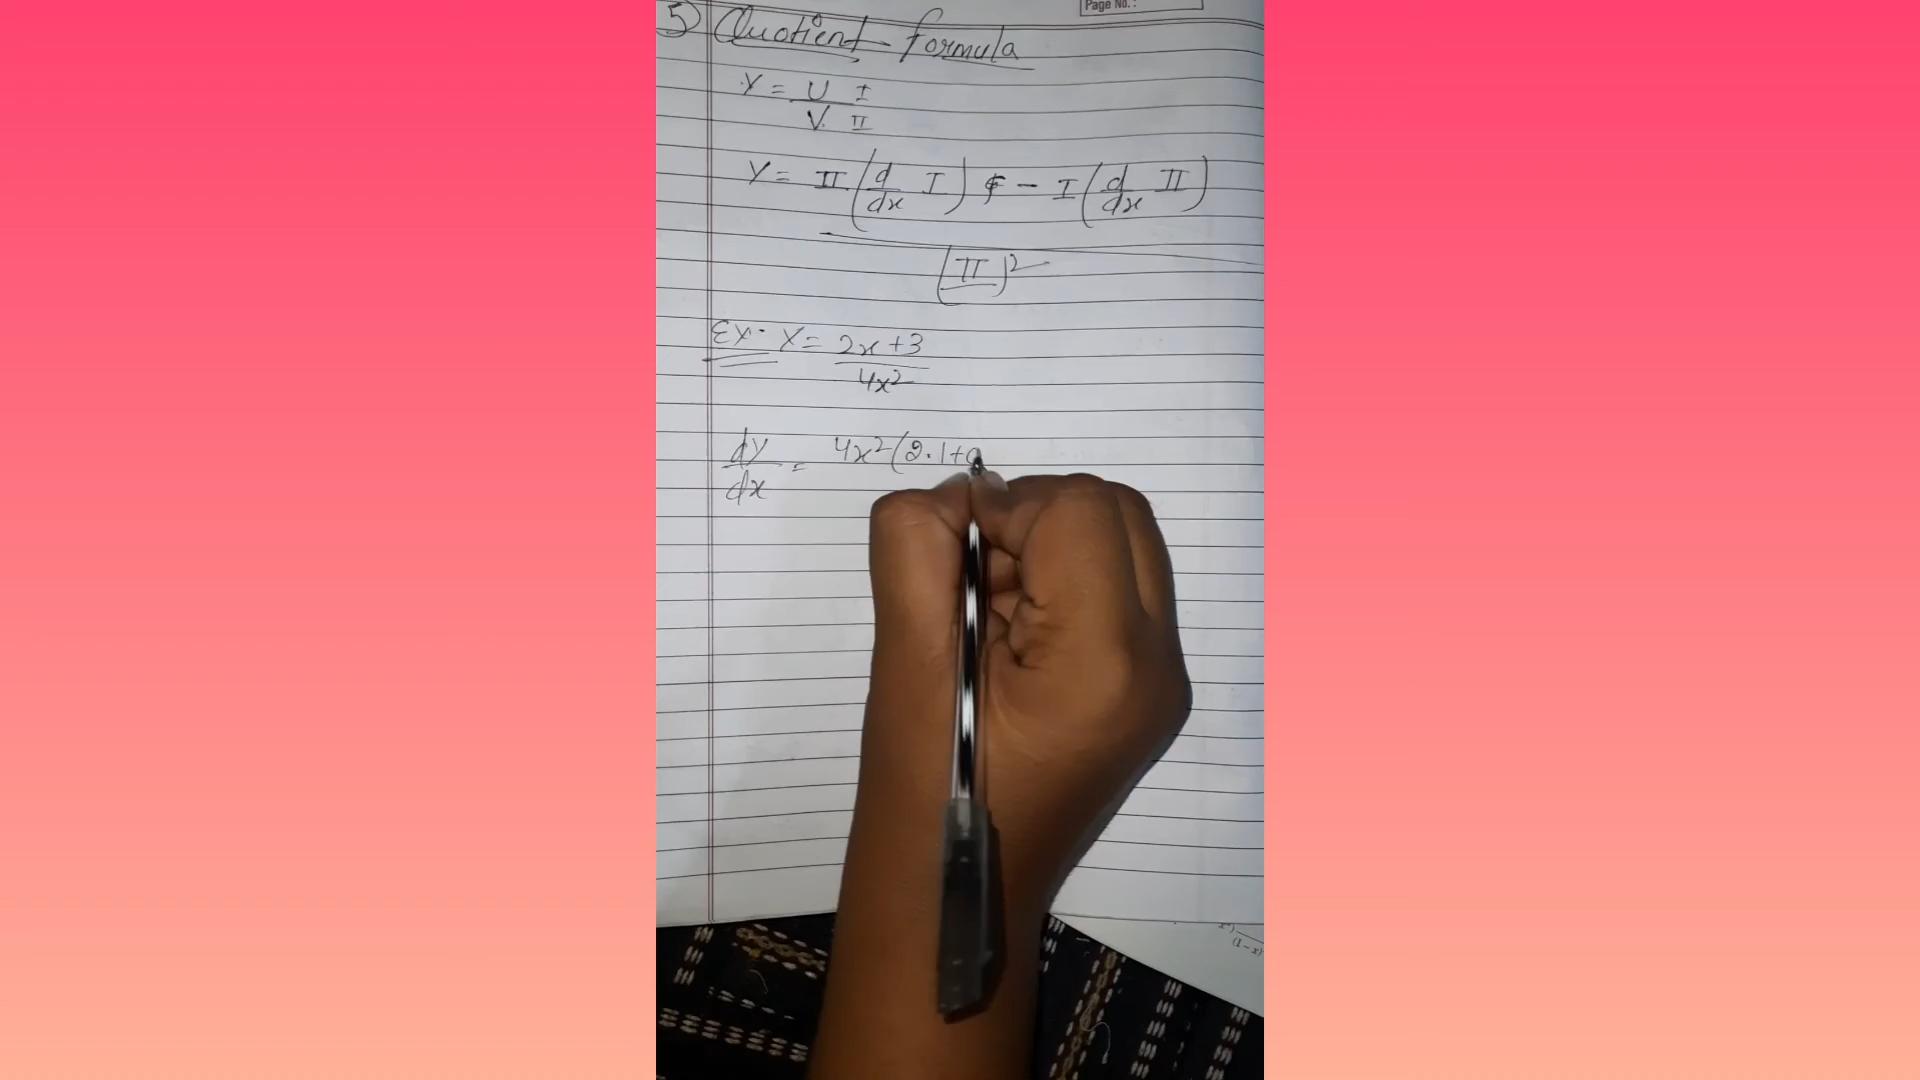 Page No. :
5) Quotient formula
Y = U I
V. II
Y = II (d/dx I) - I (d/dx II)
(II)²
Ex. Y = 2x + 3
4x²
dy/dx = 4x² (2.1+0
(1-x)